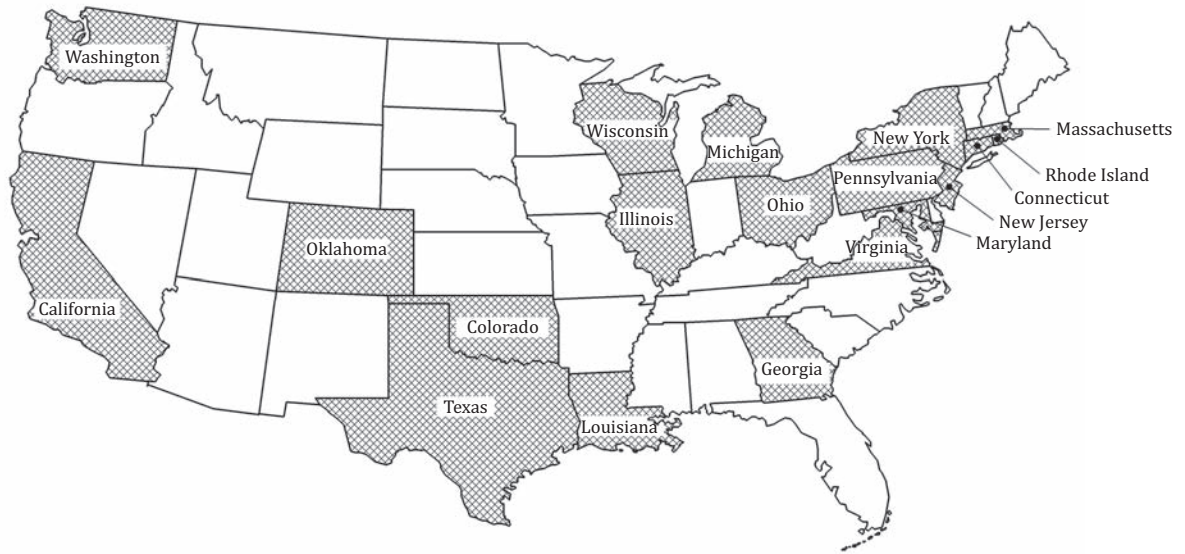 Washington
Wisconsin
Michigan
New York
Massachusetts
Pennsylvania
Rhode Island
Connecticut
Illinois
Ohio
New Jersey
Maryland
Virginia
Oklahoma
California
Colorado
Georgia
Texas
Louisiana